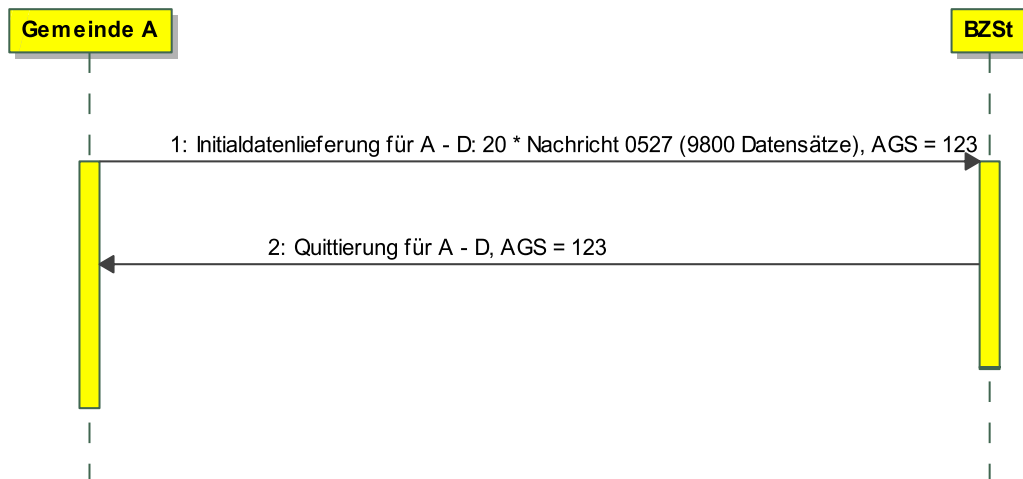 Gemeinde A
BZSt
1: Initialdatenlieferung für A - D: 20 * Nachricht 0527 (9800 Datensätze), AGS = 123
2: Quittierung für A - D, AGS = 123